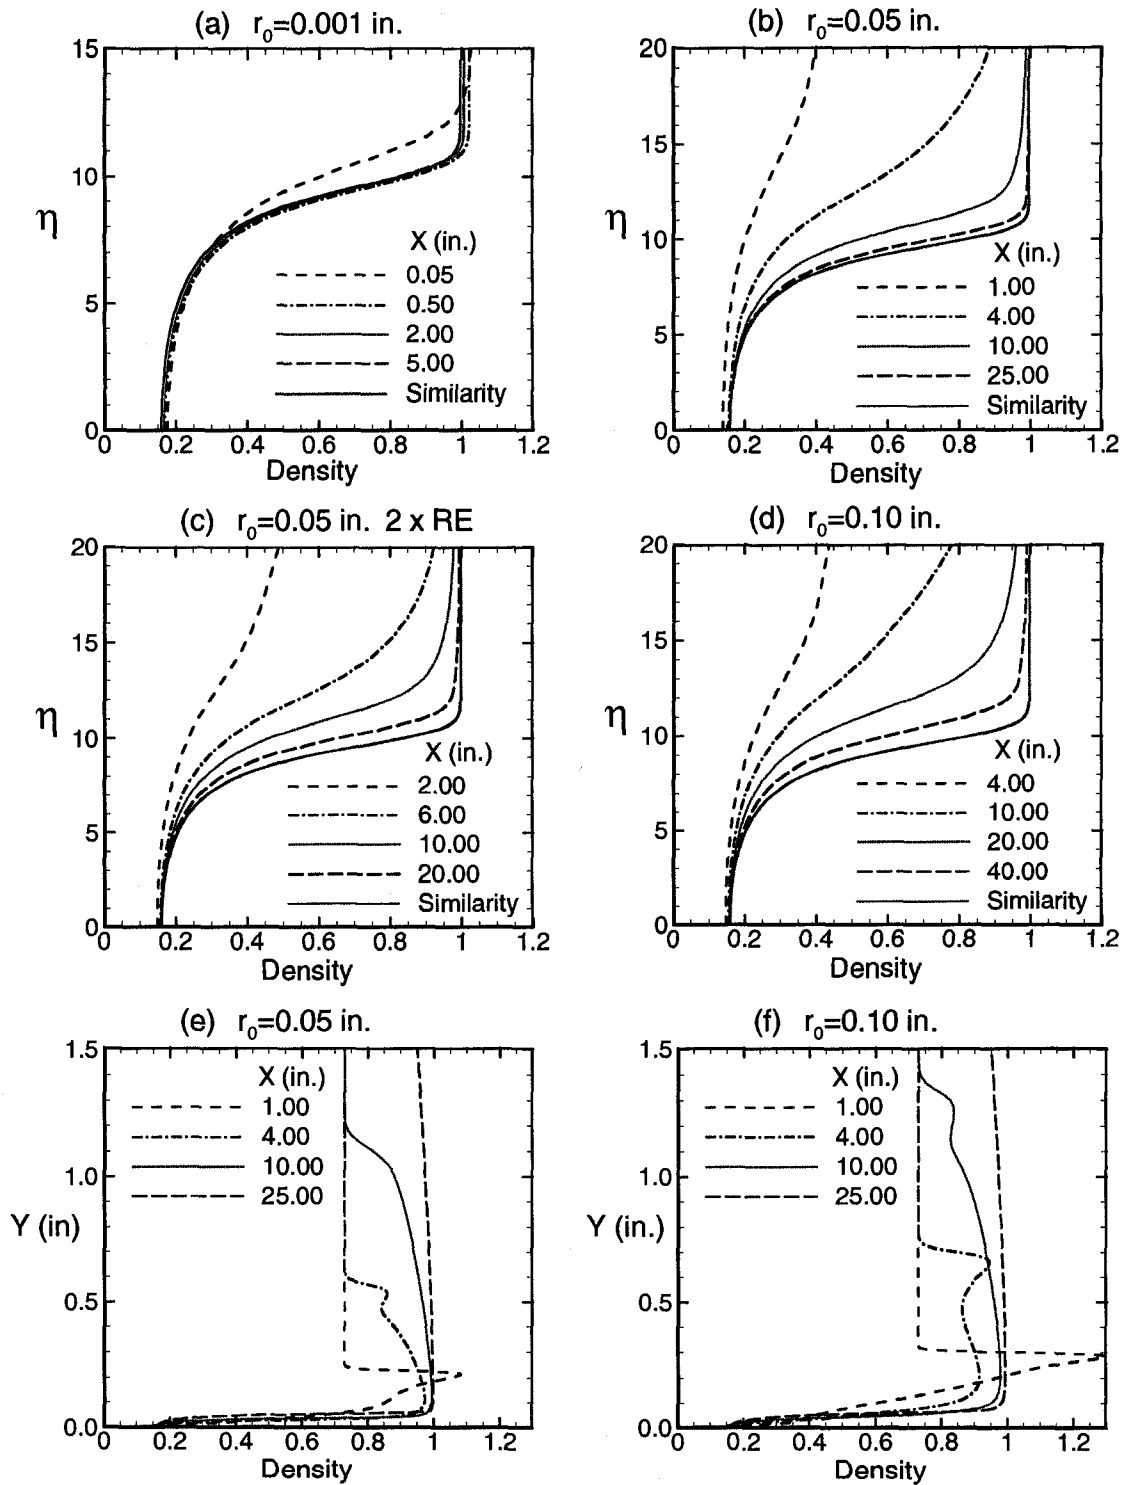 (a) r₀=0.001 in.
15
10
5
0
η
X (in.)
0.05
0.50
2.00
5.00
Similarity
0 0.2 0.4 0.6 0.8 1 1.2
Density
(b) r₀=0.05 in.
20
15
10
5
0
η
X (in.)
1.00
4.00
10.00
25.00
Similarity
0 0.2 0.4 0.6 0.8 1 1.2
Density
(c) r₀=0.05 in. 2 x RE
20
15
10
5
0
η
X (in.)
2.00
6.00
10.00
20.00
Similarity
0 0.2 0.4 0.6 0.8 1 1.2
Density
(d) r₀=0.10 in.
20
15
10
5
0
η
X (in.)
4.00
10.00
20.00
40.00
Similarity
0 0.2 0.4 0.6 0.8 1 1.2
Density
(e) r₀=0.05 in.
1.5
1.0
0.5
0.0
Y (in)
X (in.)
1.00
4.00
10.00
25.00
0 0.2 0.4 0.6 0.8 1 1.2
Density
(f) r₀=0.10 in.
1.5
1.0
0.5
0.0
Y (in.)
X (in.)
1.00
4.00
10.00
25.00
0 0.2 0.4 0.6 0.8 1 1.2
Density